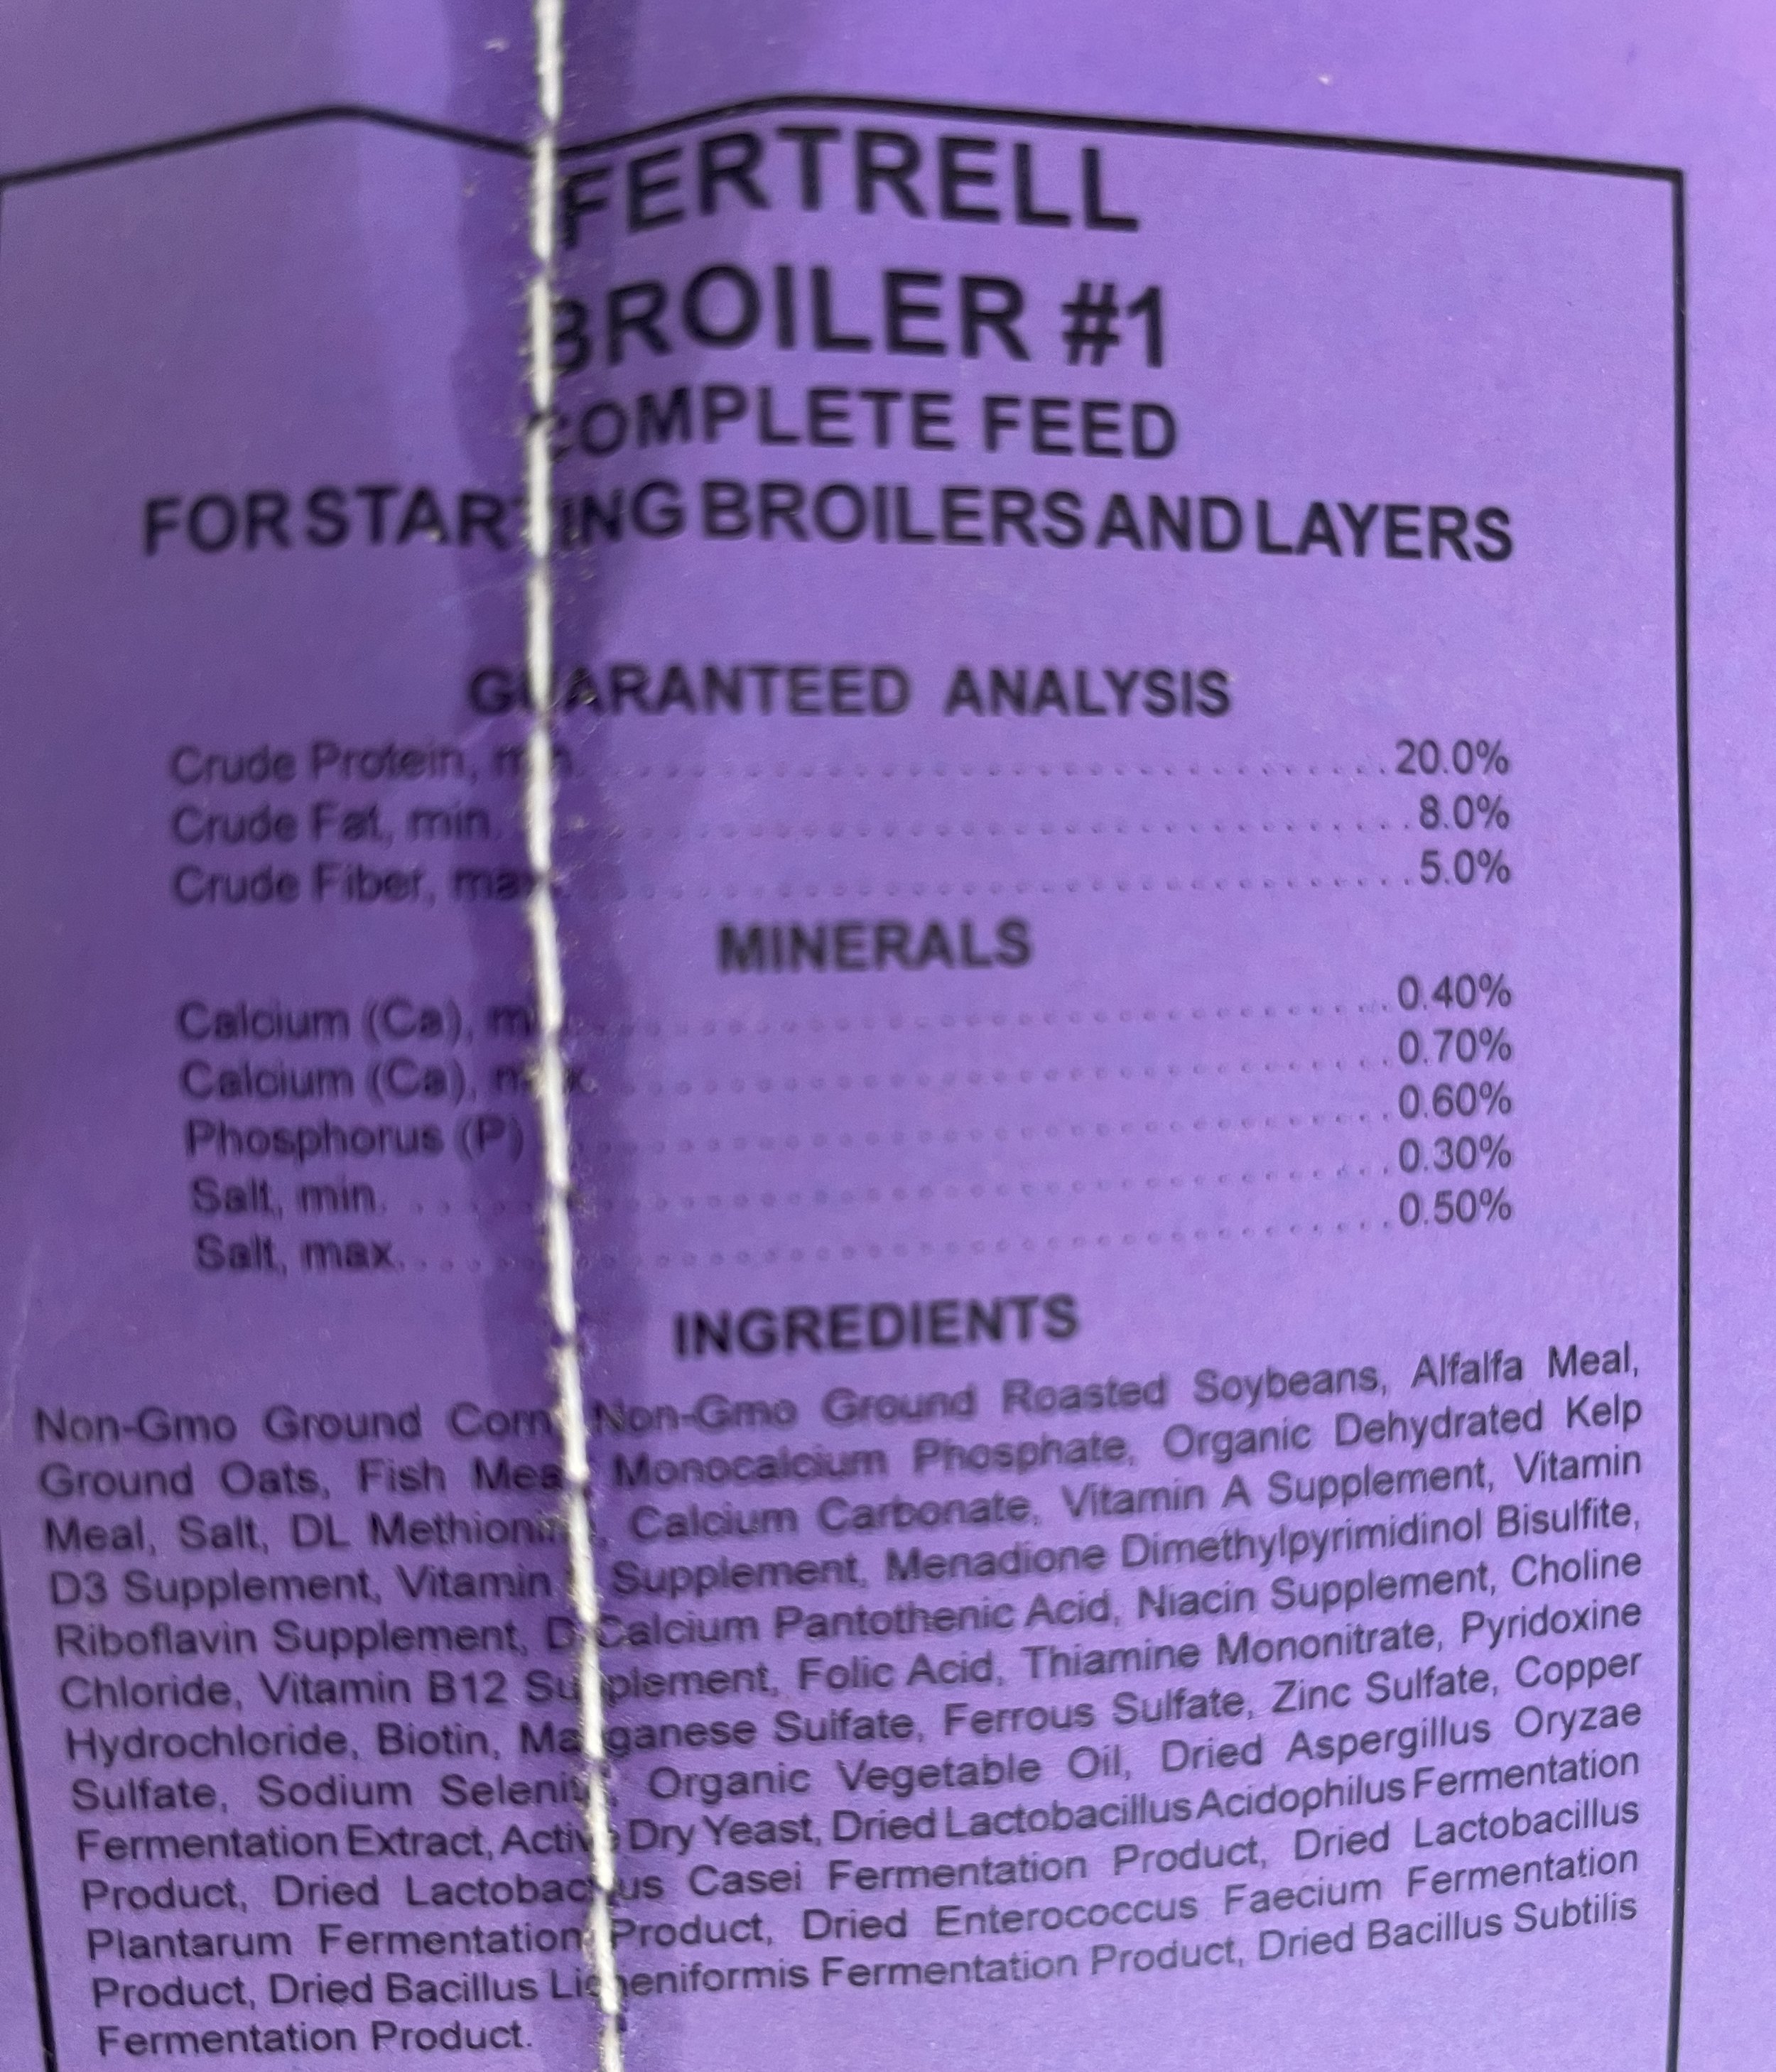 FERTRELL
BROILER #1
COMPLETE FEED
FOR STARTING BROILERS AND LAYERS
GUARANTEED ANALYSIS
Crude Protein, min. 20.0%
Crude Fat, min. 8.0%
Crude Fiber, max. 5.0%
MINERALS
Calcium (Ca), min. 0.40%
Calcium (Ca), max. 0.70%
Phosphorus (P) 0.60%
Salt, min. 0.30%
Salt, max. 0.50%
INGREDIENTS
Non-Gmo Ground Corn, Non-Gmo Ground Roasted Soybeans, Alfalfa Meal,
Ground Oats, Fish Meal, Monocalcium Phosphate, Organic Dehydrated Kelp
Meal, Salt, DL Methionine, Calcium Carbonate, Vitamin A Supplement, Vitamin
D3 Supplement, Vitamin Supplement, Menadione Dimethylpyrimidinol Bisulfite,
Riboflavin Supplement, D Calcium Pantothenic Acid, Niacin Supplement, Choline
Chloride, Vitamin B12 Supplement, Folic Acid, Thiamine Mononitrate, Pyridoxine
Hydrochloride, Biotin, Manganese Sulfate, Ferrous Sulfate, Zinc Sulfate, Copper
Sulfate, Sodium Selenite, Organic Vegetable Oil, Dried Aspergillus Oryzae
Fermentation Extract, Active Dry Yeast, Dried Lactobacillus Acidophilus Fermentation
Product, Dried Lactobacillus Casei Fermentation Product, Dried Lactobacillus
Plantarum Fermentation Product, Dried Enterococcus Faecium Fermentation
Product, Dried Bacillus Licheniformis Fermentation Product, Dried Bacillus Subtilis
Fermentation Product.